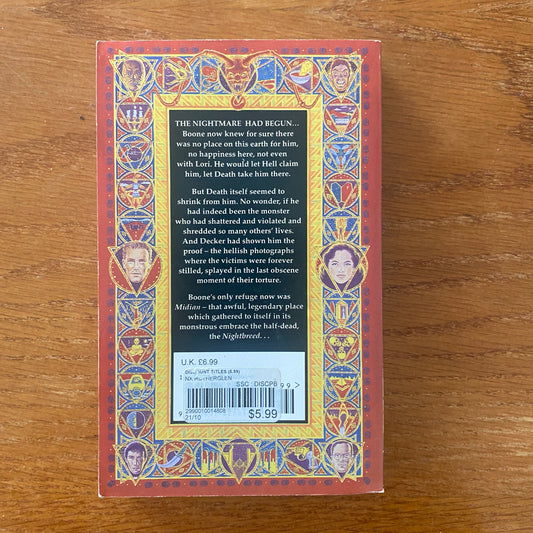 THE NIGHTMARE HAD BEGUN...
Boone now knew for sure there
was no place on this earth for him,
no happiness here, not even
with Lori. He would let Hell claim
him, let Death take him there.
But Death itself seemed to
shrink from him. No wonder, if he
had indeed been the monster
who had shattered and violated and
shredded so many others' lives.
And Decker had shown him the
proof – the hellish photographs
where the victims were forever
stilled, splayed in the last obscene
moment of their torture.
Boone's only refuge now was
Midian – that awful, legendary place
which gathered to itself in its
monstrous embrace the half-dead,
the Nightbreed. . .
U.K. £6.99
99 >
SSC DISCPB
9
21/10
$5.99